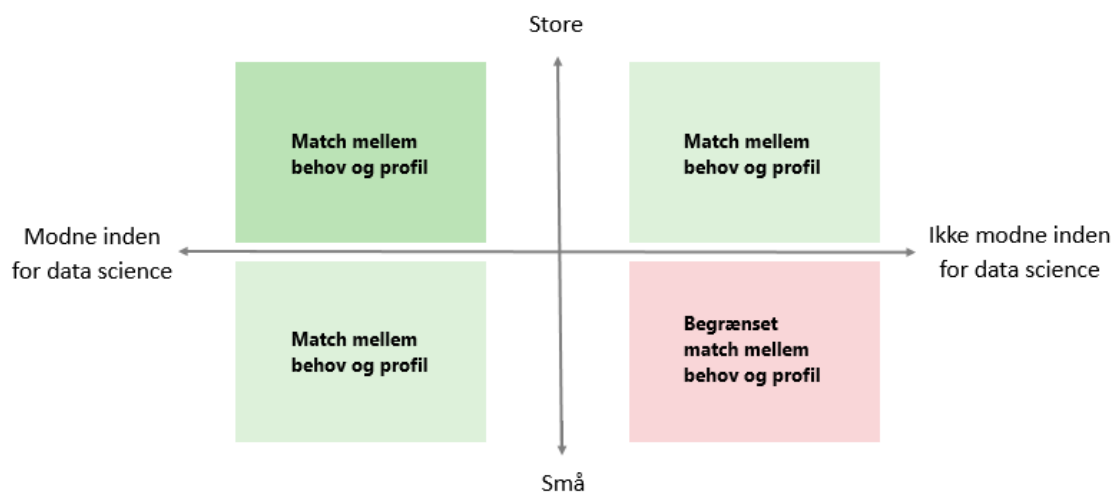 Store
Match mellem
behov og profil
Match mellem
behov og profil
Modne inden
for data science
Ikke modne inden
for data science
Match mellem
behov og profil
Begrænset
match mellem
behov og profil
Små